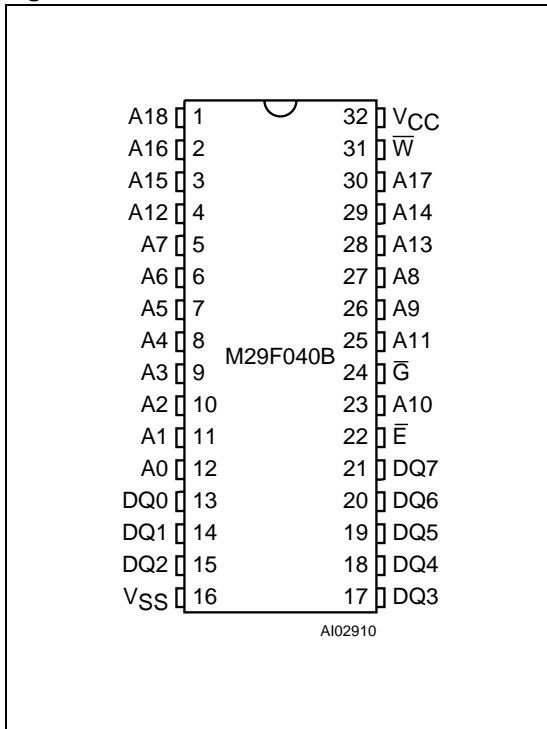 A18 1 32 VCC
A16 2 31 W̅
A15 3 30 A17
A12 4 29 A14
A7 5 28 A13
A6 6 27 A8
A5 7 26 A9
A4 8 25 A11
M29F040B
A3 9 24 G̅
A2 10 23 A10
A1 11 22 E̅
A0 12 21 DQ7
DQ0 13 20 DQ6
DQ1 14 19 DQ5
DQ2 15 18 DQ4
VSS 16 17 DQ3
AI02910